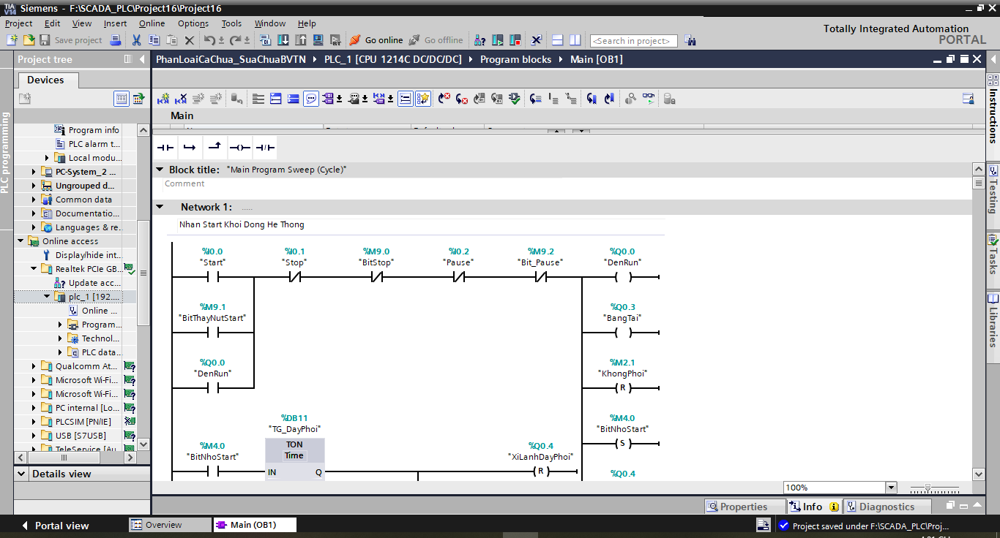 TIA V14 Siemens - F:\SCADA_PLC\Project16\Project16
Project Edit View Insert Online Options Tools Window Help
Totally Integrated Automation
PORTAL
Save project Go online Go offline <Search in project>
Project tree
PhanLoaiCaChua_SuaChuaBVTN PLC_1 [CPU 1214C DC/DC/DC] Program blocks Main [OB1]
Devices
PLC programming
Program info
PLC alarm t...
Local modu...
PC-System_2 ...
Ungrouped d...
Common data
Documentatio...
Languages & re..
Online access
Display/hide int...
Realtek PCIe GB...
Update acc...
plc_1 [192....
Online ...
Program...
Technol...
PLC data...
Qualcomm At...
Microsoft Wi-Fi...
Microsoft Wi-Fi...
PC internal [Lo...
PLCSIM [PN/IE]
USB [S7USB]
TeleService [Au...
Details view
Main
Block title: "Main Program Sweep (Cycle)"
Comment
Network 1: .....
Nhan Start Khoi Dong He Thong
%I0.0 %I0.1 %M9.0 %I0.2 %M9.2 %Q0.0
"Start" "Stop" "BitStop" "Pause" "Bit_Pause" "DenRun"
%M9.1 %Q0.3
"BitThayNutStart" "BangTai"
%Q0.0 %M2.1
"DenRun" "KhongPhoi"
R
%DB11 %M4.0
"TG_DayPhoi" "BitNhoStart"
TON
S
%M4.0 Time %Q0.4
"BitNhoStart" "XiLanhDayPhoi"
IN Q R %Q0.4
100%
Properties Info Diagnostics
Instructions
Testing
Tasks
Libraries
Portal view Overview Main (OB1) Project saved under F:\SCADA_PLC\Proj...